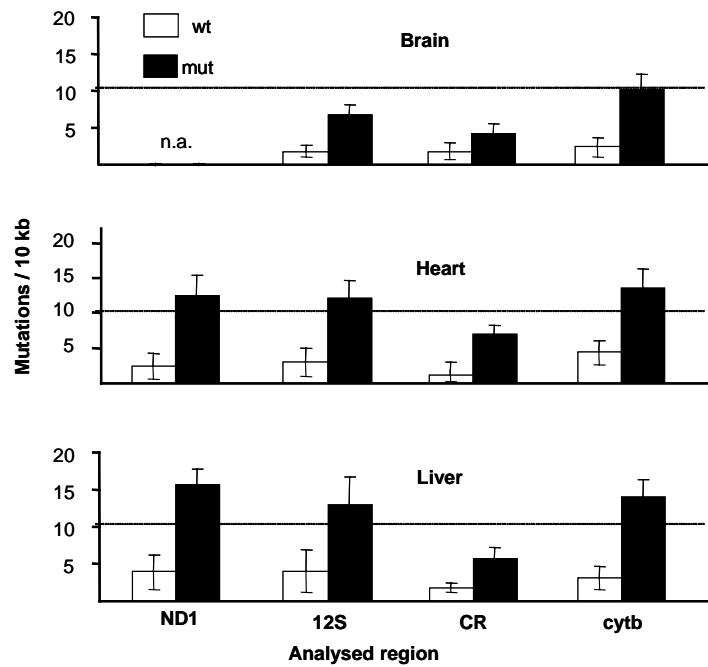 20
15
10
5
wt
mut
Brain
n.a.
Mutations / 10 kb
20
15
10
5
Heart
20
15
10
5
Liver
ND1 12S CR cytb
Analysed region